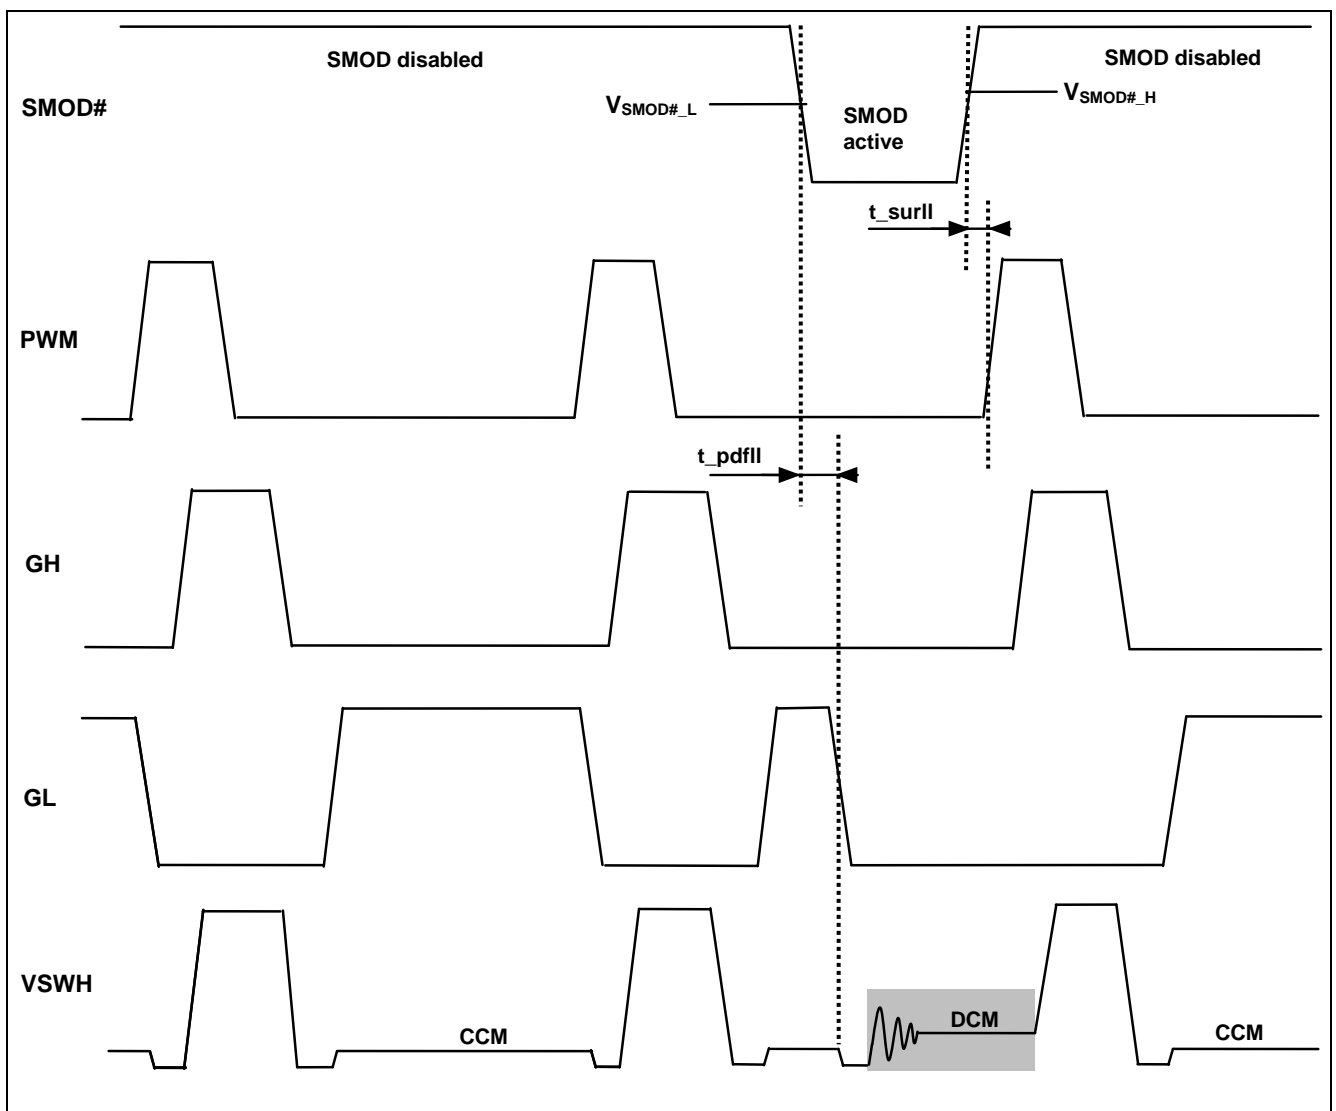 SMOD disabled
SMOD disabled
SMOD#
VSMOD#_L
SMOD
active
VSMOD#_H
t_surll
PWM
t_pdfll
GH
GL
VSWH
CCM
DCM
CCM